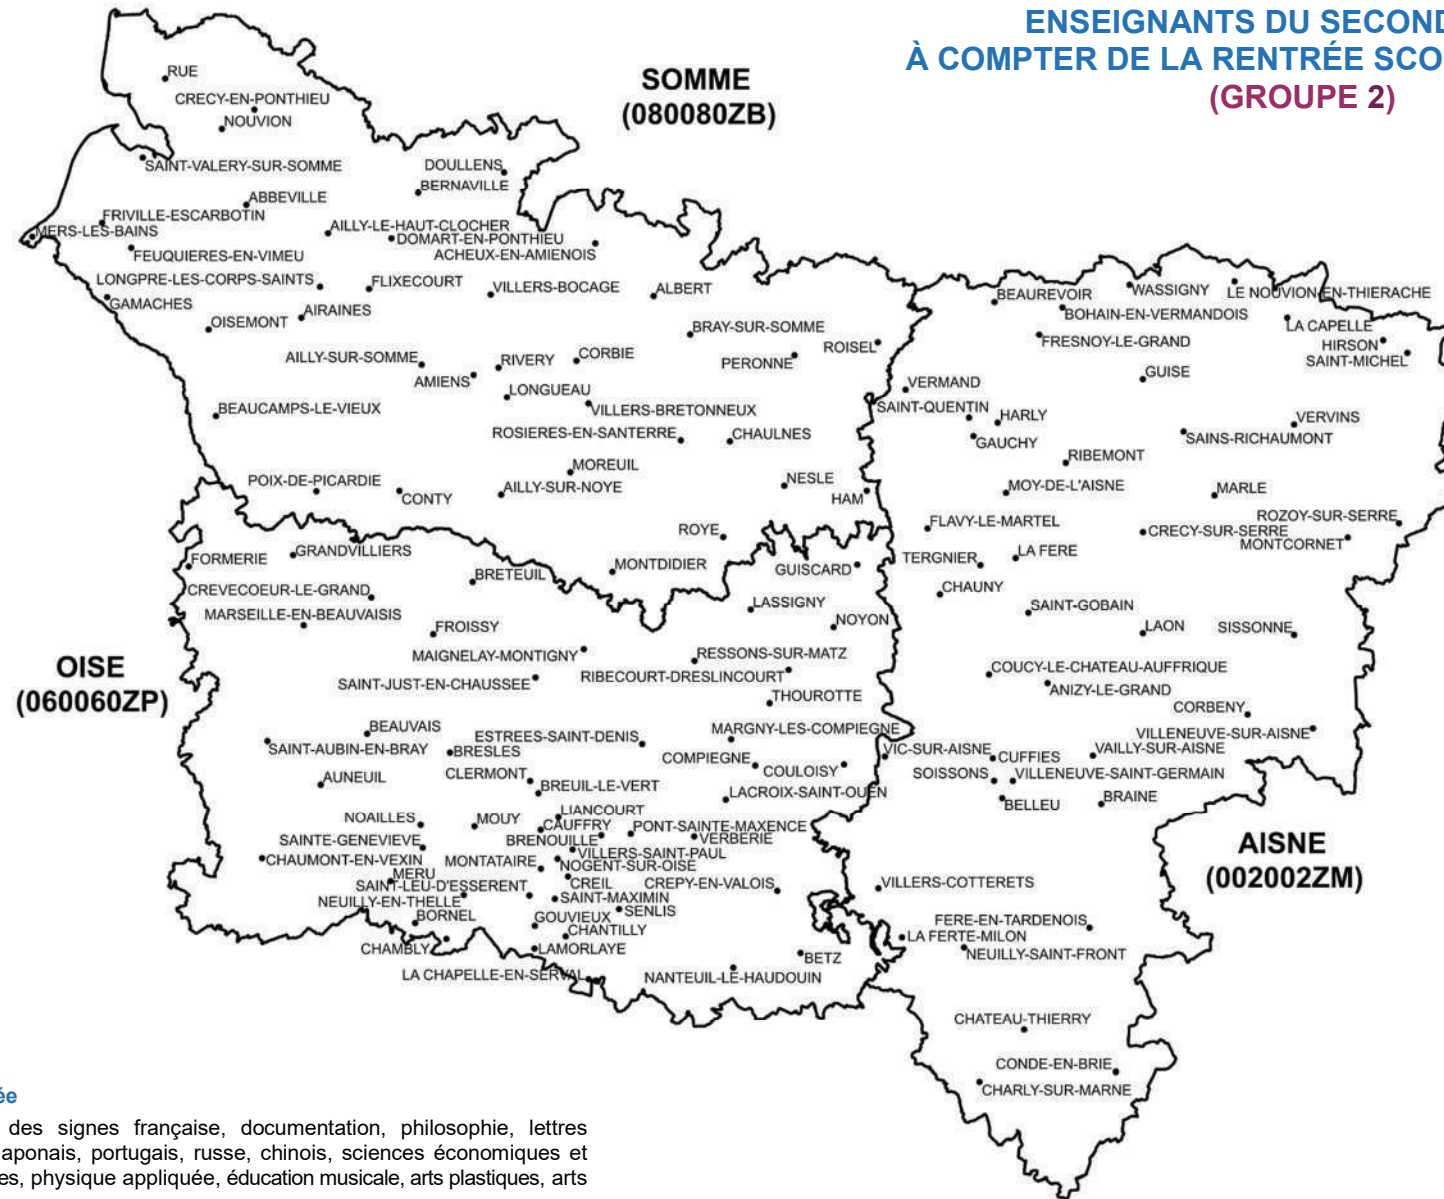 ENSEIGNANTS DU SECOND
À COMPTER DE LA RENTRÉE SCO
(GROUPE 2)
SOMME
(080080ZB)
RUE
CRECY-EN-PONTHIEU
NOUVION
SAINT-VALERY-SUR-SOMME
DOULLENS
BERNAVILLE
ABBEVILLE
FRIVILLE-ESCARBOTIN
MERS-LES-BAINS
AILLY-LE-HAUT-CLOCHER
DOMART-EN-PONTHIEU
ACHEUX-EN-AMIENOIS
FEUQUIERES-EN-VIMEU
LONGPRE-LES-CORPS-SAINTS
FLIXECOURT
VILLERS-BOCAGE
ALBERT
GAMACHES
AIRAINES
OISEMONT
BRAY-SUR-SOMME
ROISEL
AILLY-SUR-SOMME
RIVERY
CORBIE
PERONNE
AMIENS
LONGUEAU
BEAUCAMPS-LE-VIEUX
VILLERS-BRETONNEUX
ROSIERES-EN-SANTERRE
CHAULNES
MOREUIL
POIX-DE-PICARDIE
CONTY
AILLY-SUR-NOYE
NESLE
HAM
ROYE
MONTDIDIER
BEAUREVOIR
WASSIGNY
LE NOUVION-EN-THIERACHE
BOHAIN-EN-VERMANDOIS
LA CAPELLE
FRESNOY-LE-GRAND
HIRSON
SAINT-MICHEL
GUISE
VERMAND
SAINT-QUENTIN
HARLY
VERVINS
GAUCHY
SAINS-RICHAUMONT
RIBEMONT
MOY-DE-L'AISNE
MARLE
FLAVY-LE-MARTEL
ROZOY-SUR-SERRE
CRECY-SUR-SERRE
MONTCORNET
TERGNIER
LA FERE
CHAUNY
SAINT-GOBAIN
LAON
SISSONNE
COUCY-LE-CHATEAU-AUFFRIQUE
ANIZY-LE-GRAND
CORBENY
VILLENEUVE-SUR-AISNE
VIC-SUR-AISNE
CUFFIES
VAILLY-SUR-AISNE
SOISSONS
VILLENEUVE-SAINT-GERMAIN
BELLEU
BRAINE
AISNE
(002002ZM)
VILLERS-COTTERETS
FERE-EN-TARDENOIS
LA FERTE-MILON
NEUILLY-SAINT-FRONT
CHATEAU-THIERRY
CONDE-EN-BRIE
CHARLY-SUR-MARNE
OISE
(060060ZP)
FORMERIE
GRANDVILLIERS
BRETEUIL
GUISCARD
CREVECOEUR-LE-GRAND
MARSEILLE-EN-BEAUVAISIS
LASSIGNY
NOYON
FROISSY
MAIGNELAY-MONTIGNY
RESSONS-SUR-MATZ
SAINT-JUST-EN-CHAUSSEE
RIBECOURT-DRESLINCOURT
THOUROTTE
BEAUVAIS
SAINT-AUBIN-EN-BRAY
BRESLES
ESTREES-SAINT-DENIS
MARGNY-LES-COMPIEGNE
COMPIEGNE
COULOISY
AUNEUIL
CLERMONT
BREUIL-LE-VERT
LACROIX-SAINT-OUEN
NOAILLES
MOUY
LIANCOURT
CAUFFRY
PONT-SAINTE-MAXENCE
SAINTE-GENEVIEVE
BRENOUILLE
VERBERIE
CHAUMONT-EN-VEXIN
MONTATAIRE
VILLERS-SAINT-PAUL
NOGENT-SUR-OISE
MERU
SAINT-LEU-D'ESSERENT
CREIL
CREPY-EN-VALOIS
NEUILLY-EN-THELLE
SAINT-MAXIMIN
SENLIS
BORNEL
GOUVIEUX
CHANTILLY
CHAMBLY
LAMORLAYE
BETZ
LA CHAPELLE-EN-SERVAL
NANTEUIL-LE-HAUDOUIN
ée
des signes française, documentation, philosophie, lettres
aponais, portugais, russe, chinois, sciences économiques et
es, physique appliquée, éducation musicale, arts plastiques, arts